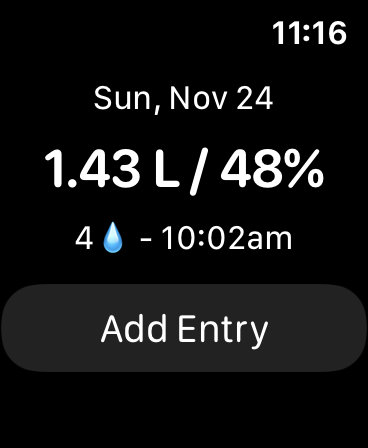 11:16
Sun, Nov 24
1.43 L / 48%
4💧 - 10:02am
Add Entry